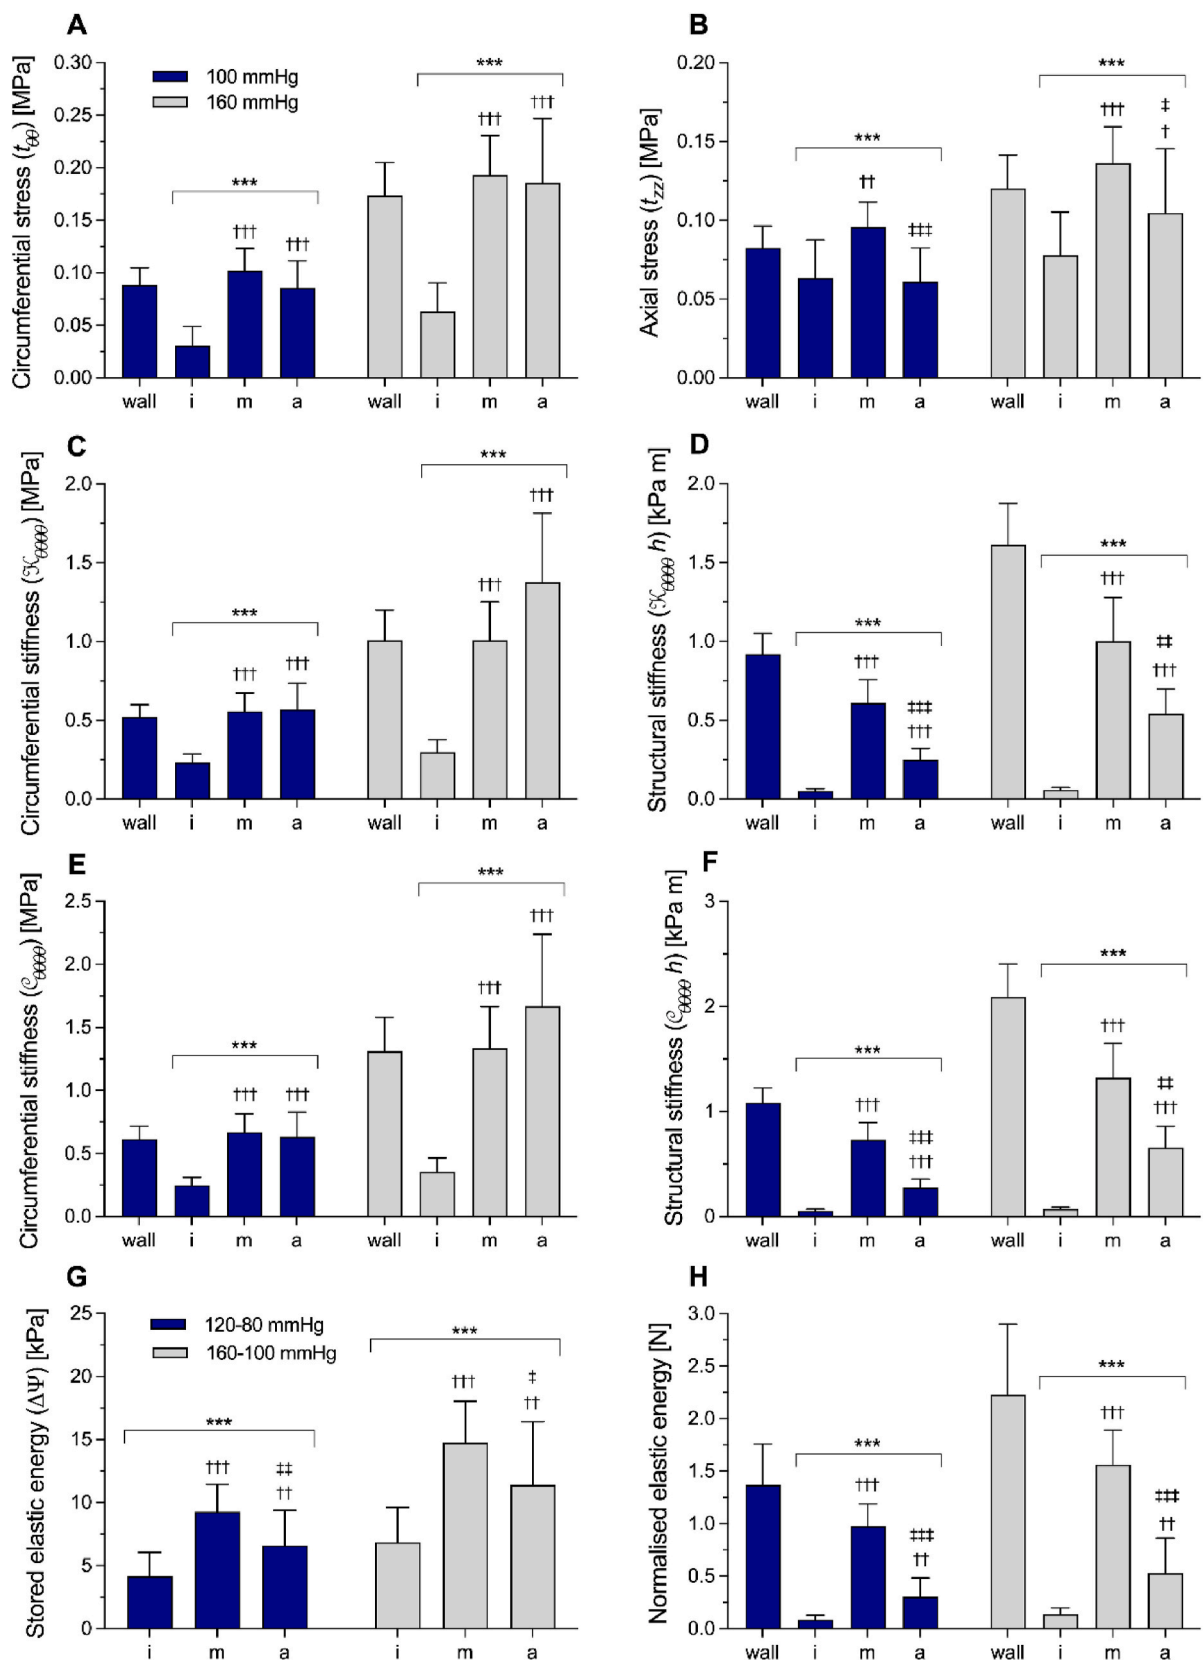 A
Circumferential stress (tθθ) [MPa]
0.30
0.25
0.20
0.15
0.10
0.05
0.00
100 mmHg
160 mmHg
***
***
††† ††† ††† †††
wall i m a wall i m a
B
Axial stress (tzz) [MPa]
0.20
0.15
0.10
0.05
0.00
***
***
†† ‡‡‡ ††† ‡
†
wall i m a wall i m a
C
Circumferential stiffness (𝒦θθθθ) [MPa]
2.0
1.5
1.0
0.5
0.0
***
***
††† ††† ††† †††
wall i m a wall i m a
D
Structural stiffness (𝒦θθθθ h) [kPa m]
2.0
1.5
1.0
0.5
0.0
***
***
††† ‡‡‡ ††† ‡‡
††† †††
wall i m a wall i m a
E
Circumferential stiffness (𝒞θθθθ) [MPa]
2.5
2.0
1.5
1.0
0.5
0.0
***
***
††† ††† ††† †††
wall i m a wall i m a
F
Structural stiffness (𝒞θθθθ h) [kPa m]
3
2
1
0
***
***
††† ‡‡‡ ††† ‡‡
††† †††
wall i m a wall i m a
G
Stored elastic energy (ΔΨ) [kPa]
25
20
15
10
5
0
120-80 mmHg
160-100 mmHg
***
***
††† ‡‡ ††† ‡
†† ††
i m a i m a
H
Normalised elastic energy [N]
3.0
2.5
2.0
1.5
1.0
0.5
0.0
***
***
††† ‡‡‡ ††† ‡‡‡
†† ††
wall i m a wall i m a